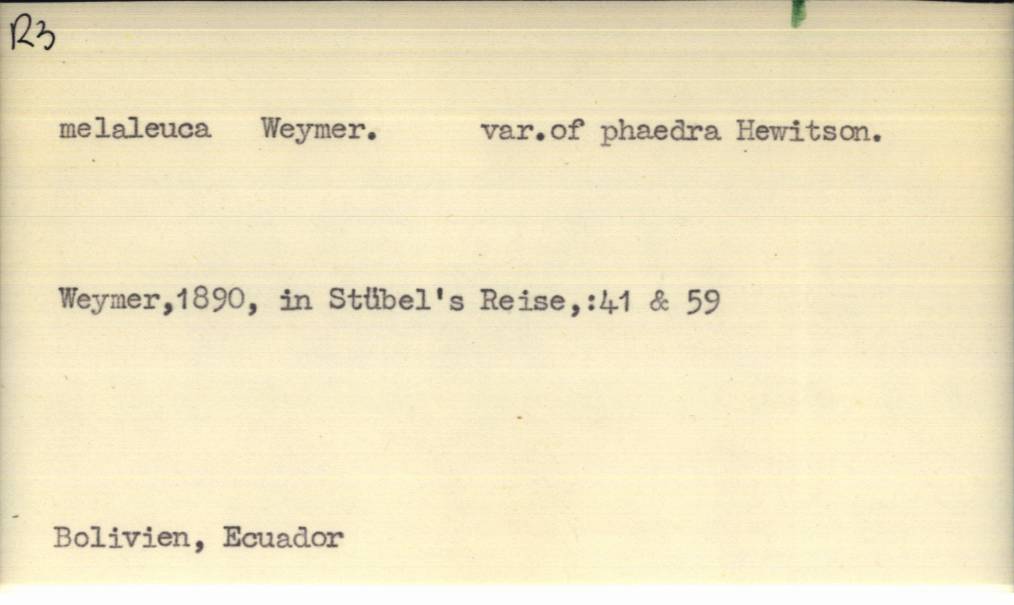 R3
melaleuca Weymer. var.of phaedra Hewitson.
Weymer,1890, in Stübel's Reise,:41 & 59
Bolivien, Ecuador